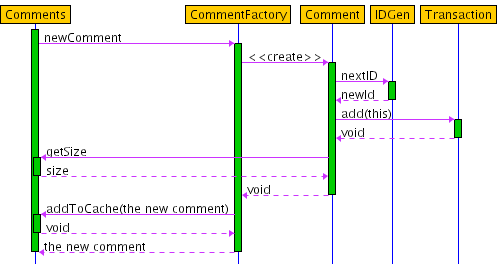 Comments CommentFactory Comment IDGen Transaction
newComment
<<create>>
nextID
newId
add(this)
void
getSize
size
void
addToCache(the new comment)
void
the new comment